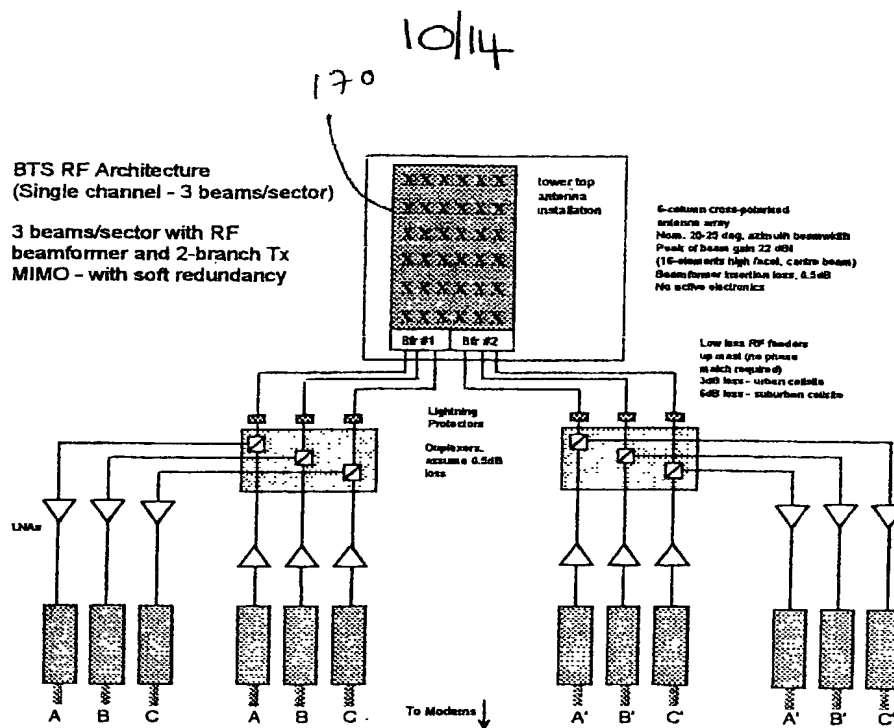 10/14
170
BTS RF Architecture
(Single channel - 3 beams/sector)
3 beams/sector with RF
beamformer and 2-branch Tx
MIMO - with soft redundancy
tower top
antenna
installation
6-column cross-polarised
antenna array
Nom. 20-25 deg, azimuth beamwidth
Peak of beam gain 22 dBi
(16-elements high facet, centre beam)
Beamformer insertion loss, 0.5dB
No active electronics
Bfr #1
Bfr #2
Low loss RF feeders
up mast (no phase
match required)
3dB loss - urban cellsite
6dB loss - suburban cellsite
Lightning
Protectors
Duplexers,
assume 0.5dB
loss
LNAs
A B C A B C To Modems A' B' C' A' B' C'